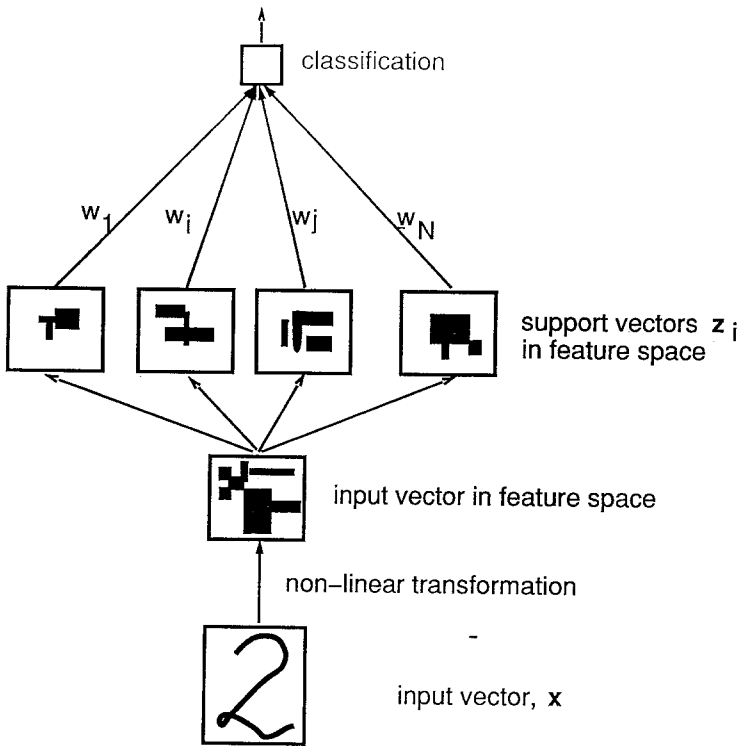 classification
w1 wi wj wN
support vectors zi
in feature space
input vector in feature space
non-linear transformation
2
input vector, x